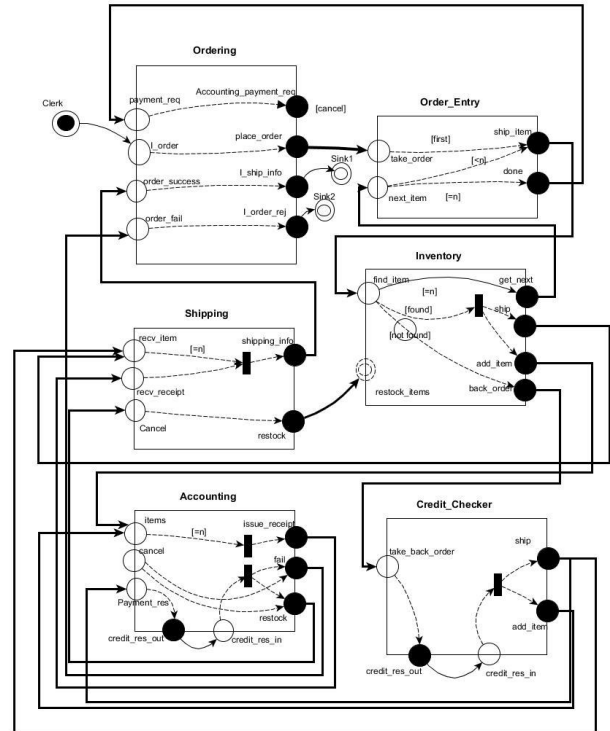 Ordering
Clerk
payment_req
Accounting_payment_req
[cancel]
I_order
place_order
order_success
I_ship_info
Sink1
order_fail
I_order_rej
Sink2
Order_Entry
[first]
ship_item
take_order
[<n]
done
next_item
[=n]
Inventory
find_item
[=n]
get_next
[found]
ship
[not found]
add_item
back_order
restock_items
Shipping
recv_item
[=n]
shipping_info
recv_receipt
Cancel
restock
Accounting
items
[=n]
issue_receipt
cancel
fail
Payment_res
restock
credit_res_out
credit_res_in
Credit_Checker
take_back_order
ship
add_item
credit_res_out
credit_res_in